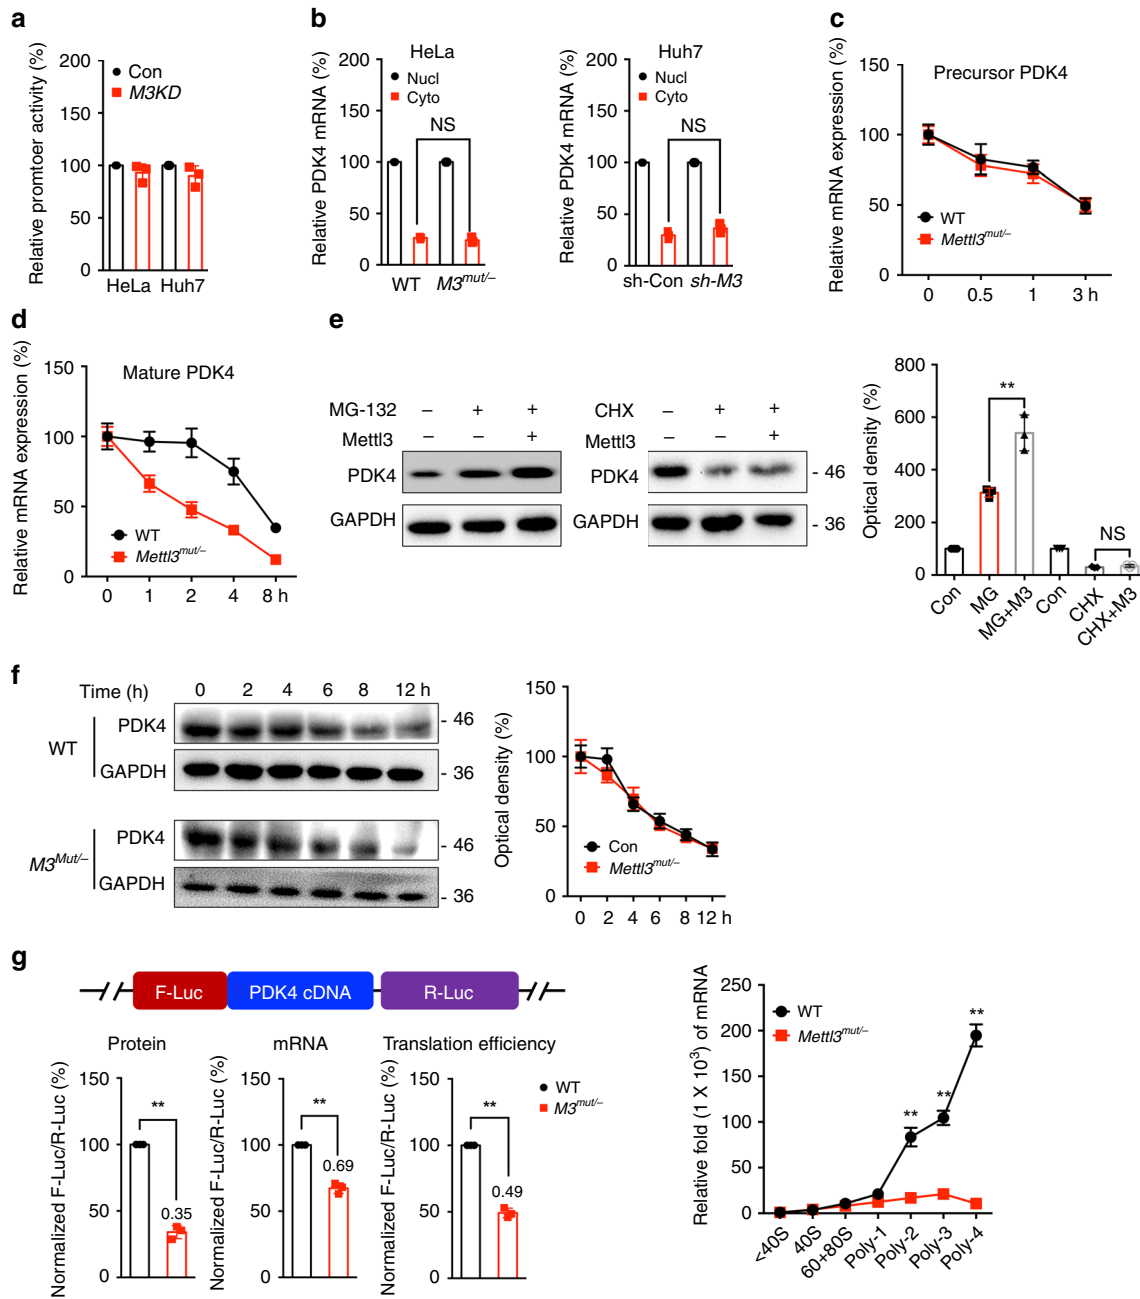 a
Relative promtoer activity (%)
200
150
100
50
0
Con
M3KD
HeLa Huh7
b
Relative PDK4 mRNA (%)
HeLa
200
150
100
50
0
Nucl
Cyto
NS
WT M3mut/–
Relative PDK4 mRNA (%)
Huh7
200
150
100
50
0
Nucl
Cyto
NS
sh-Con sh-M3
c
Relative mRNA expression (%)
Precursor PDK4
150
100
50
0
WT
Mettl3mut/–
0 0.5 1 3 h
d
Relative mRNA expression (%)
Mature PDK4
150
100
50
0
WT
Mettl3mut/–
0 1 2 4 8 h
e
MG-132 – + +
Mettl3 – – +
PDK4
GAPDH
CHX – + +
Mettl3 – – +
PDK4 - 46
GAPDH - 36
Optical density (%)
800
600
400
200
0
**
NS
Con MG MG+M3 Con CHX CHX+M3
f
Time (h) 0 2 4 6 8 12 h
WT
PDK4 - 46
GAPDH - 36
M3Mut/–
PDK4 - 46
GAPDH - 36
Optical density (%)
150
100
50
0
Con
Mettl3mut/–
0 2 4 6 8 12 h
g
F-Luc PDK4 cDNA R-Luc
Protein
Normalized F-Luc/R-Luc (%)
150
100
50
0
**
0.35
mRNA
Normalized F-Luc/R-Luc (%)
150
100
50
0
**
0.69
Translation efficiency
Normalized F-Luc/R-Luc (%)
150
100
50
0
**
0.49
WT
M3mut/–
Relative fold (1 X 10³) of mRNA
250
200
150
100
50
0
WT
Mettl3mut/–
**
**
**
<40S 40S 60+80S Poly-1 Poly-2 Poly-3 Poly-4